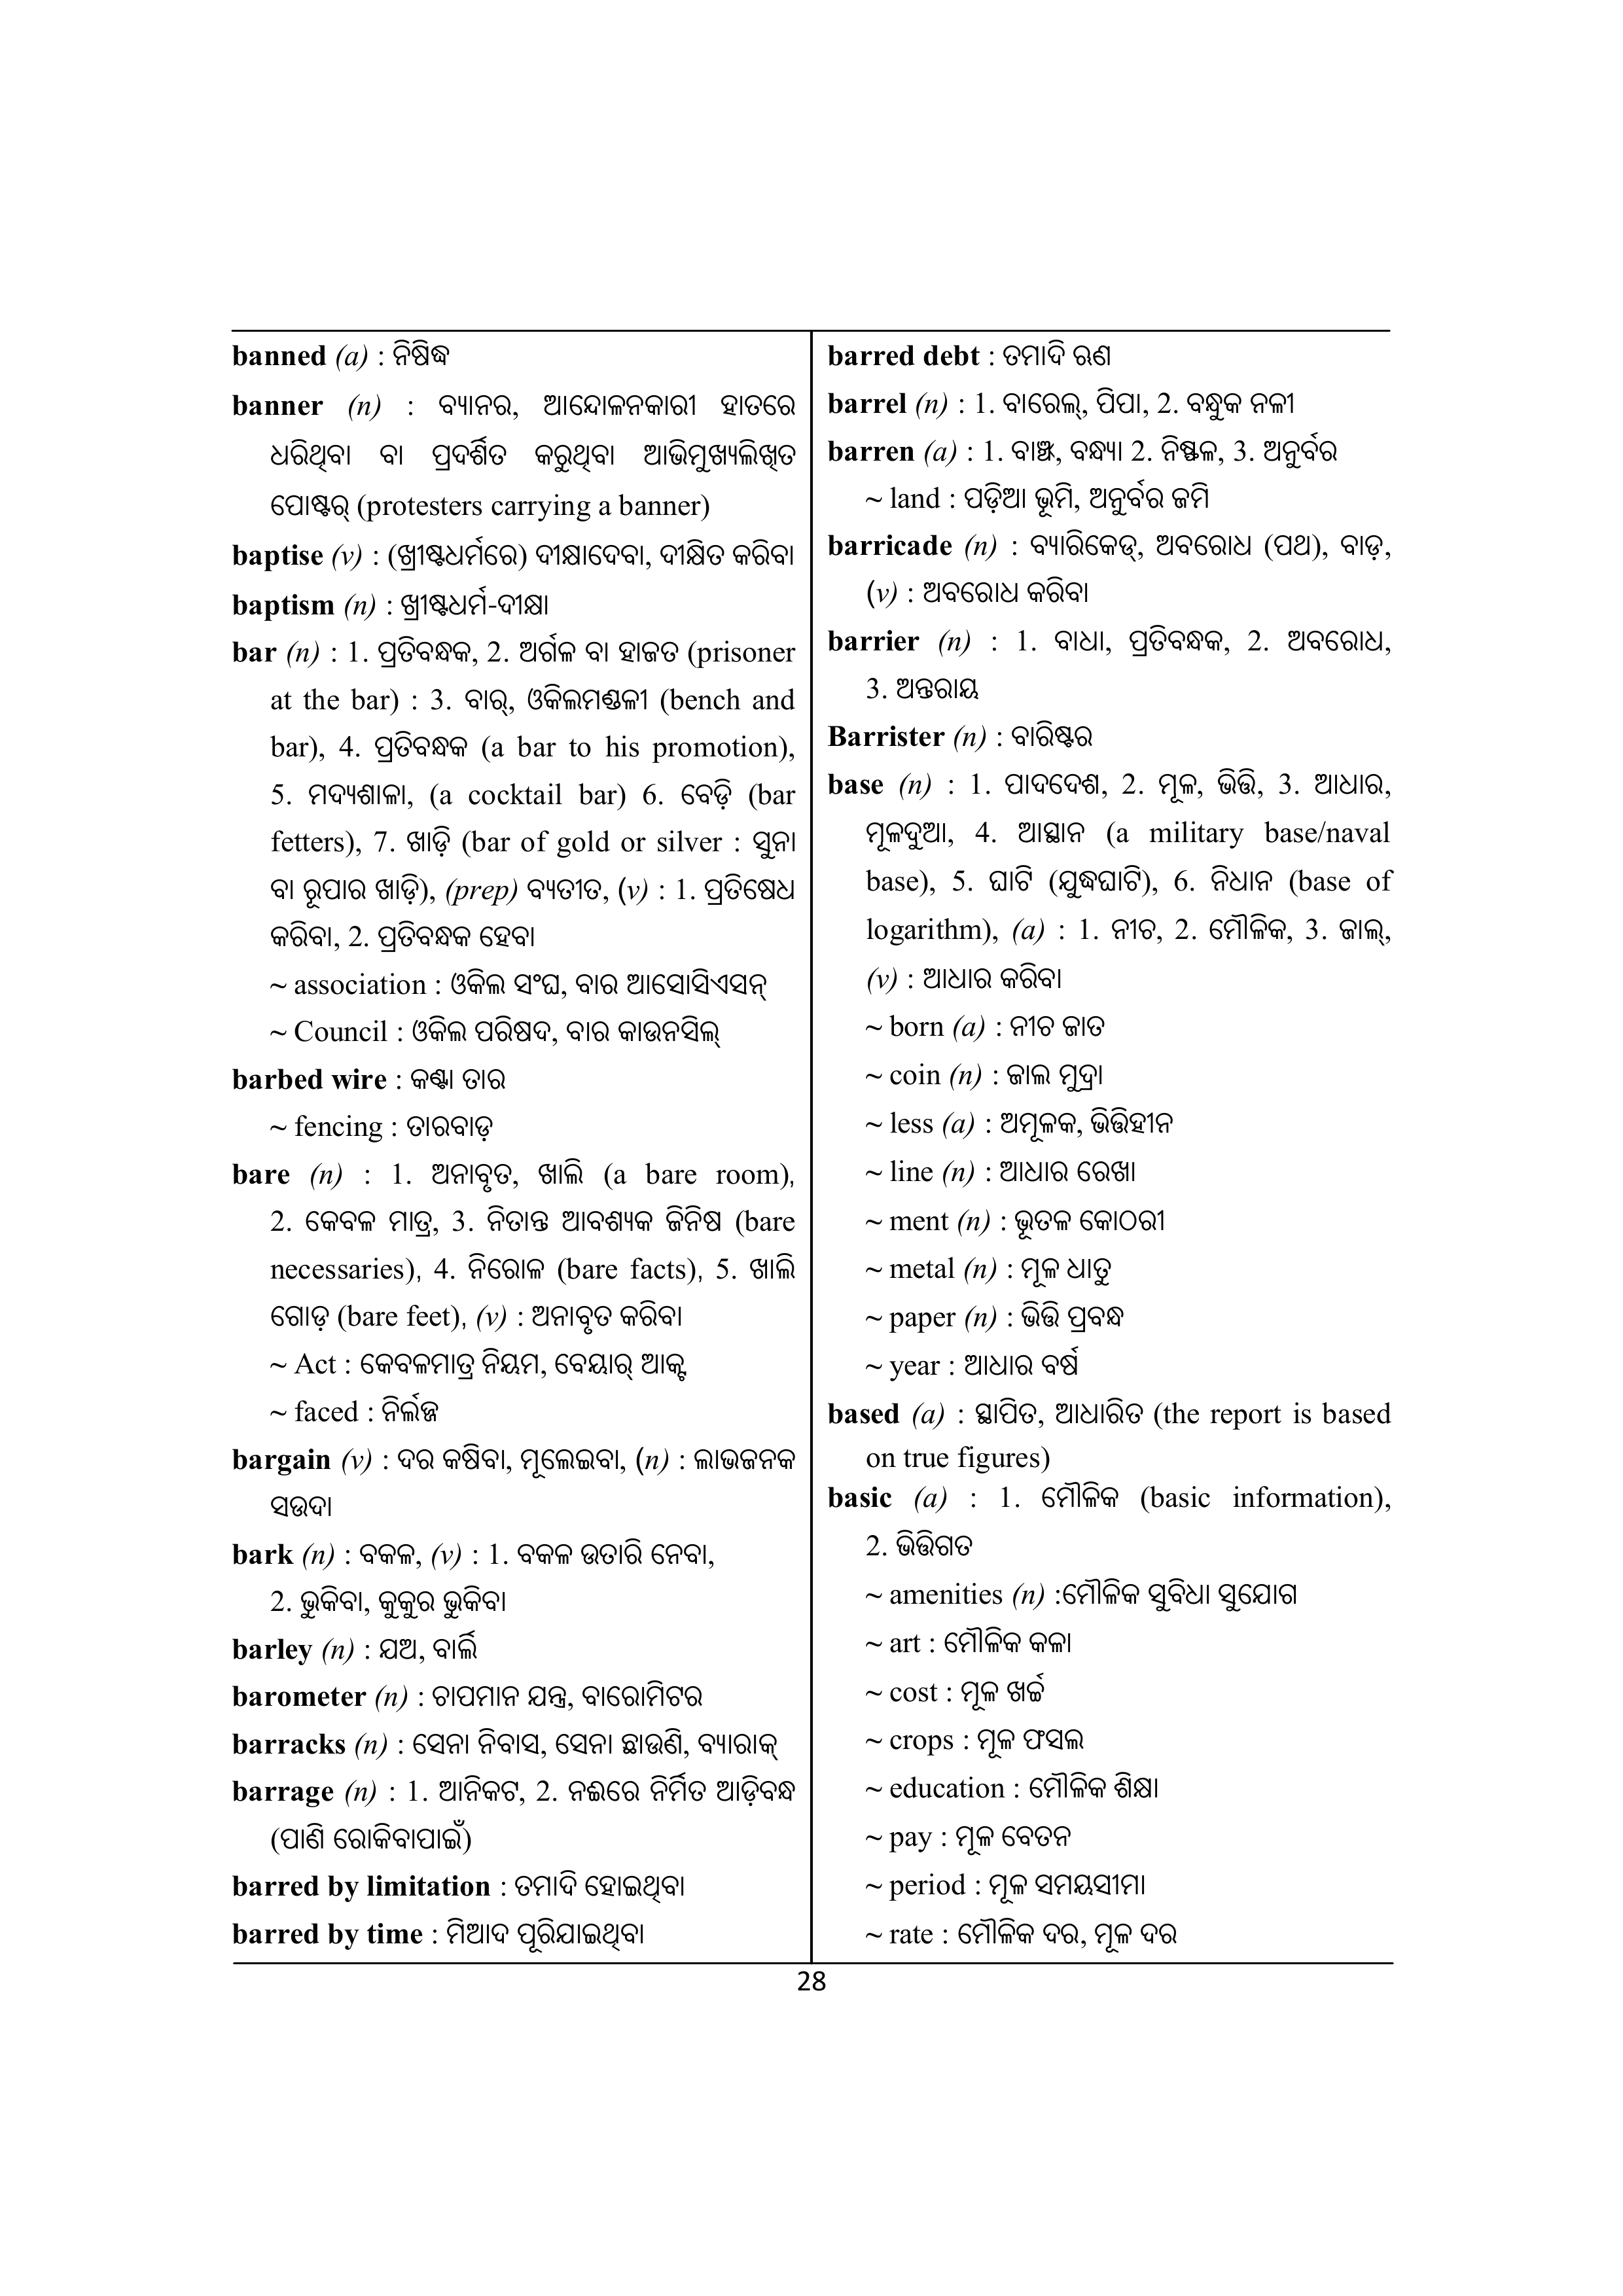 banned (a) : ନିଷିଦ୍ଧ
banner (n) : ବ୍ୟାନର, ଆନ୍ଦୋଳନକାରୀ ହାତରେ
ଧରିଥିବା ବା ପ୍ରଦର୍ଶିତ କରୁଥିବା ଆଭିମୁଖ୍ୟଲିଖିତ
ପୋଷ୍ଟର୍ (protesters carrying a banner)
baptise (v) : (ଖ୍ରୀଷ୍ଟଧର୍ମରେ) ଦୀକ୍ଷାଦେବା, ଦୀକ୍ଷିତ କରିବା
baptism (n) : ଖ୍ରୀଷ୍ଟଧର୍ମ-ଦୀକ୍ଷା
bar (n) : 1. ପ୍ରତିବନ୍ଧକ, 2. ଅର୍ଗଳ ବା ହାଜତ (prisoner
at the bar) : 3. ବାର୍, ଓକିଲମଣ୍ଡଳୀ (bench and
bar), 4. ପ୍ରତିବନ୍ଧକ (a bar to his promotion),
5. ମଦ୍ୟଶାଳା, (a cocktail bar) 6. ବେଡ଼ି (bar
fetters), 7. ଖାଡ଼ି (bar of gold or silver : ସୁନା
ବା ରୂପାର ଖାଡ଼ି), (prep) ବ୍ୟତୀତ, (v) : 1. ପ୍ରତିଷେଧ
କରିବା, 2. ପ୍ରତିବନ୍ଧକ ହେବା
~ association : ଓକିଲ ସଂଘ, ବାର ଆସୋସିଏସନ୍
~ Council : ଓକିଲ ପରିଷଦ, ବାର କାଉନସିଲ୍
barbed wire : କଣ୍ଟା ତାର
~ fencing : ତାରବାଡ଼
bare (n) : 1. ଅନାବୃତ, ଖାଲି (a bare room),
2. କେବଳ ମାତ୍ର, 3. ନିତାନ୍ତ ଆବଶ୍ୟକ ଜିନିଷ (bare
necessaries), 4. ନିରୋଳ (bare facts), 5. ଖାଲି
ଗୋଡ଼ (bare feet), (v) : ଅନାବୃତ କରିବା
~ Act : କେବଳମାତ୍ର ନିୟମ, ବେୟାର୍ ଆକ୍ଟ
~ faced : ନିର୍ଲଜ୍ଜ
bargain (v) : ଦର କଷିବା, ମୂଲେଇବା, (n) : ଲାଭଜନକ
ସଉଦା
bark (n) : ବକଳ, (v) : 1. ବକଳ ଉତାରି ନେବା,
2. ଭୁକିବା, କୁକୁର ଭୁକିବା
barley (n) : ଯଅ, ବାର୍ଲି
barometer (n) : ଚାପମାନ ଯନ୍ତ୍ର, ବାରୋମିଟର
barracks (n) : ସେନା ନିବାସ, ସେନା ଛାଉଣି, ବ୍ୟାରାକ୍
barrage (n) : 1. ଆନିକଟ, 2. ନଈରେ ନିର୍ମିତ ଆଡ଼ିବନ୍ଧ
(ପାଣି ରୋକିବାପାଇଁ)
barred by limitation : ତମାଦି ହୋଇଥିବା
barred by time : ମିଆଦ ପୂରିଯାଇଥିବା
barred debt : ତମାଦି ଋଣ
barrel (n) : 1. ବାରେଲ୍, ପିପା, 2. ବନ୍ଧୁକ ନଳୀ
barren (a) : 1. ବାଞ୍ଝ, ବନ୍ଧ୍ୟା 2. ନିଷ୍ଫଳ, 3. ଅନୁର୍ବର
~ land : ପଡ଼ିଆ ଭୂମି, ଅନୁର୍ବର ଜମି
barricade (n) : ବ୍ୟାରିକେଡ୍, ଅବରୋଧ (ପଥ), ବାଡ଼,
(v) : ଅବରୋଧ କରିବା
barrier (n) : 1. ବାଧା, ପ୍ରତିବନ୍ଧକ, 2. ଅବରୋଧ,
3. ଅନ୍ତରାୟ
Barrister (n) : ବାରିଷ୍ଟର
base (n) : 1. ପାଦଦେଶ, 2. ମୂଳ, ଭିତ୍ତି, 3. ଆଧାର,
ମୂଳଦୁଆ, 4. ଆସ୍ଥାନ (a military base/naval
base), 5. ଘାଟି (ଯୁଦ୍ଧଘାଟି), 6. ନିଧାନ (base of
logarithm), (a) : 1. ନୀଚ, 2. ମୌଳିକ, 3. ଜାଲ୍,
(v) : ଆଧାର କରିବା
~ born (a) : ନୀଚ ଜାତ
~ coin (n) : ଜାଲ ମୁଦ୍ରା
~ less (a) : ଅମୂଳକ, ଭିତ୍ତିହୀନ
~ line (n) : ଆଧାର ରେଖା
~ ment (n) : ଭୂତଳ କୋଠରୀ
~ metal (n) : ମୂଳ ଧାତୁ
~ paper (n) : ଭିତ୍ତି ପ୍ରବନ୍ଧ
~ year : ଆଧାର ବର୍ଷ
based (a) : ସ୍ଥାପିତ, ଆଧାରିତ (the report is based
on true figures)
basic (a) : 1. ମୌଳିକ (basic information),
2. ଭିତ୍ତିଗତ
~ amenities (n) :ମୌଳିକ ସୁବିଧା ସୁଯୋଗ
~ art : ମୌଳିକ କଳା
~ cost : ମୂଳ ଖର୍ଚ୍ଚ
~ crops : ମୂଳ ଫସଲ
~ education : ମୌଳିକ ଶିକ୍ଷା
~ pay : ମୂଳ ବେତନ
~ period : ମୂଳ ସମୟସୀମା
~ rate : ମୌଳିକ ଦର, ମୂଳ ଦର
28